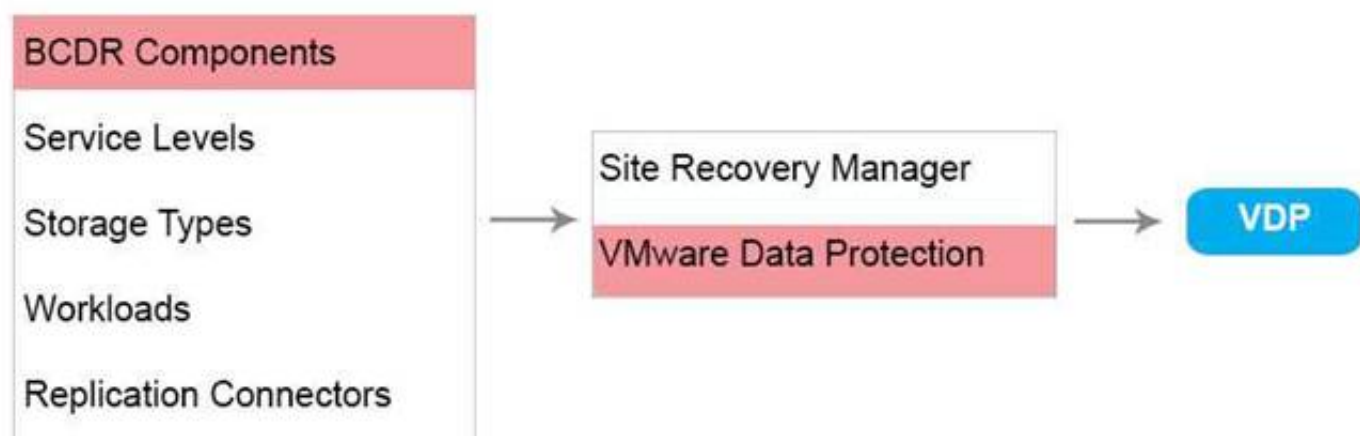 BCDR Components
Service Levels
Storage Types
Workloads
Replication Connectors
Site Recovery Manager
VMware Data Protection
VDP